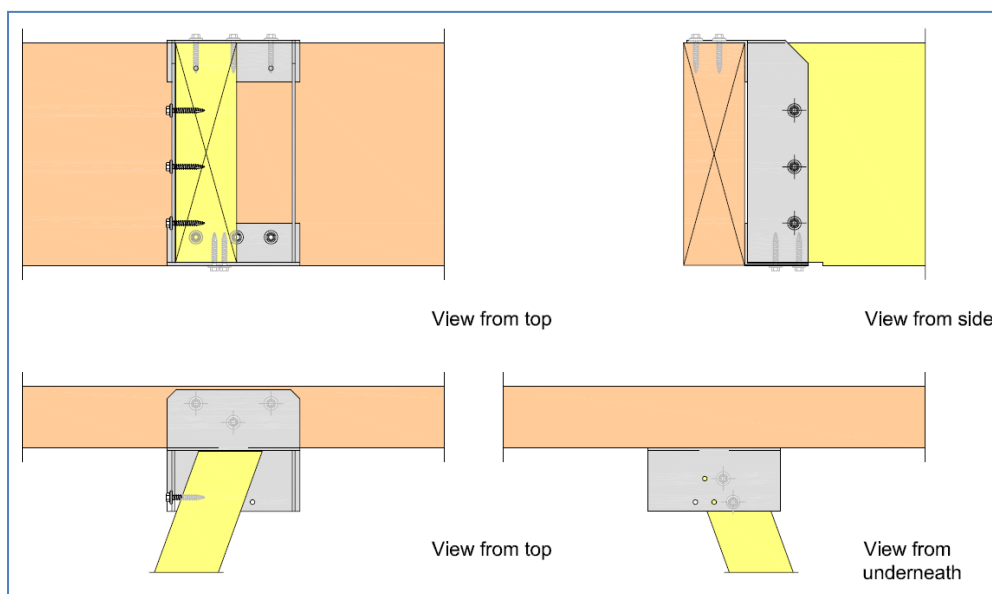 View from top
View from side
View from top
View from
underneath